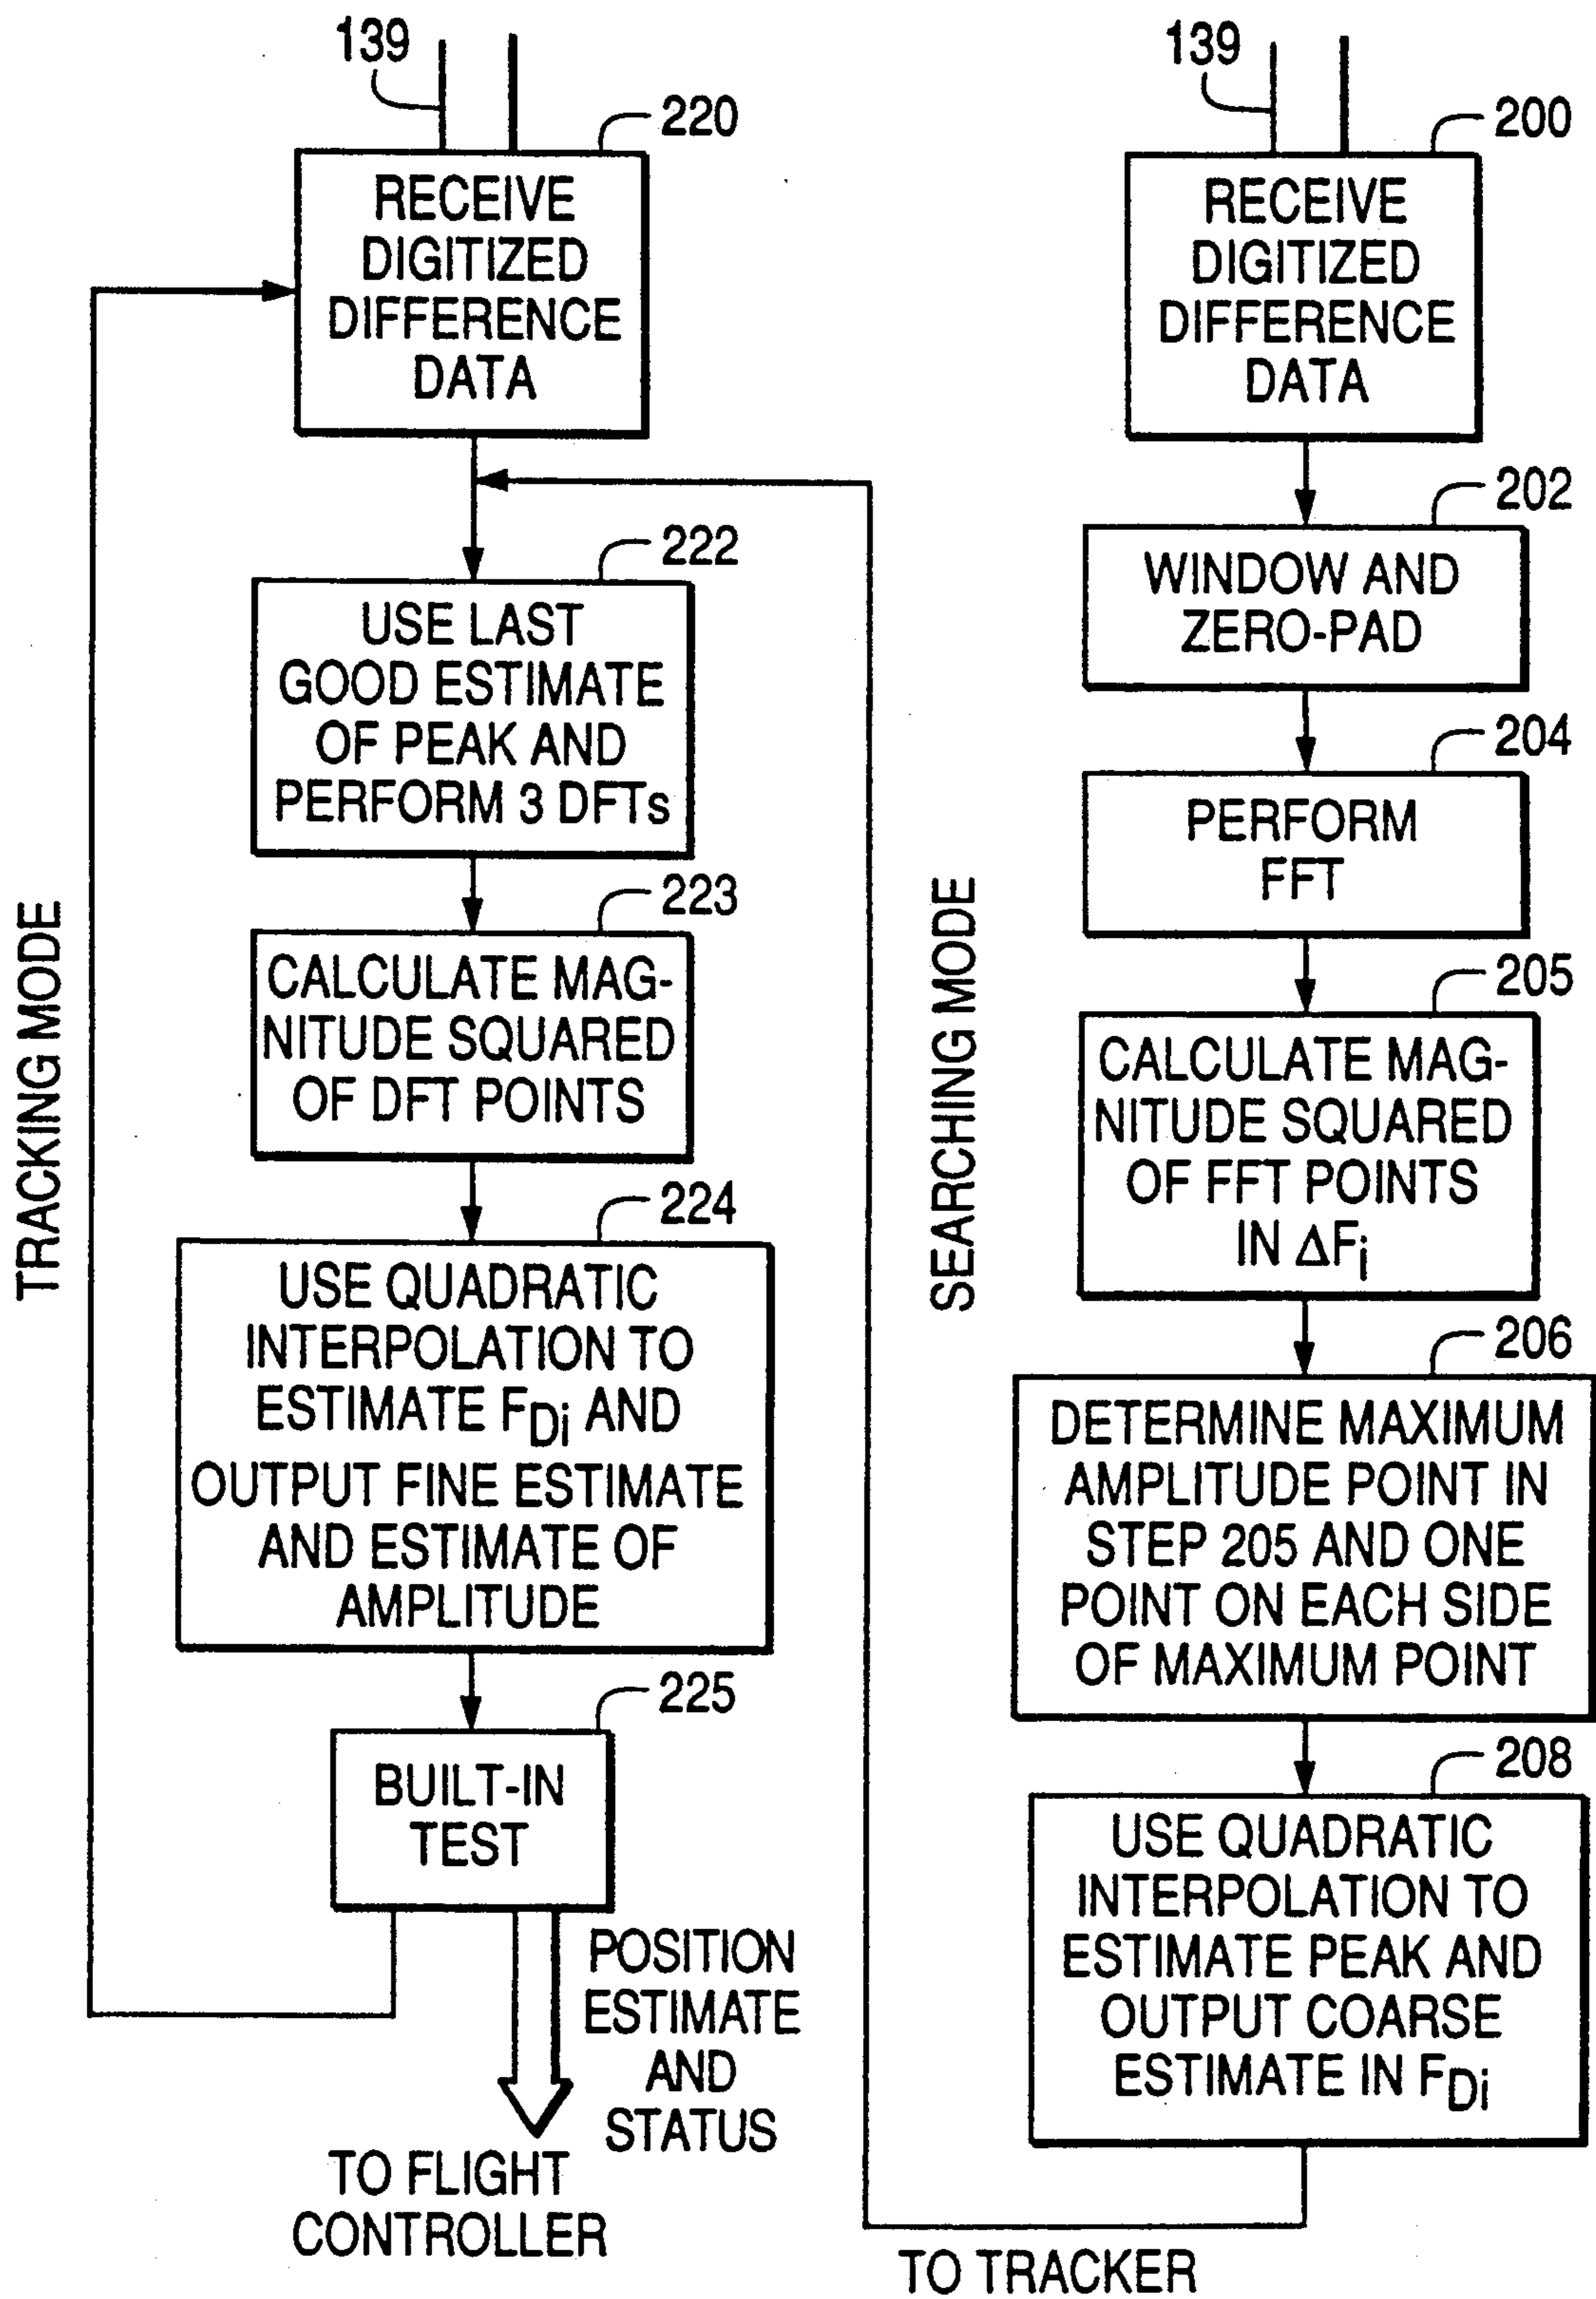 139
220
RECEIVE
DIGITIZED
DIFFERENCE
DATA
222
USE LAST
GOOD ESTIMATE
OF PEAK AND
PERFORM 3 DFTs
223
CALCULATE MAG-
NITUDE SQUARED
OF DFT POINTS
224
USE QUADRATIC
INTERPOLATION TO
ESTIMATE FDi AND
OUTPUT FINE ESTIMATE
AND ESTIMATE OF
AMPLITUDE
225
BUILT-IN
TEST
POSITION
ESTIMATE
AND
STATUS
TO FLIGHT
CONTROLLER
TRACKING MODE
139
200
RECEIVE
DIGITIZED
DIFFERENCE
DATA
202
WINDOW AND
ZERO-PAD
204
PERFORM
FFT
205
CALCULATE MAG-
NITUDE SQUARED
OF FFT POINTS
IN ΔFi
206
DETERMINE MAXIMUM
AMPLITUDE POINT IN
STEP 205 AND ONE
POINT ON EACH SIDE
OF MAXIMUM POINT
208
USE QUADRATIC
INTERPOLATION TO
ESTIMATE PEAK AND
OUTPUT COARSE
ESTIMATE IN FDi
SEARCHING MODE
TO TRACKER